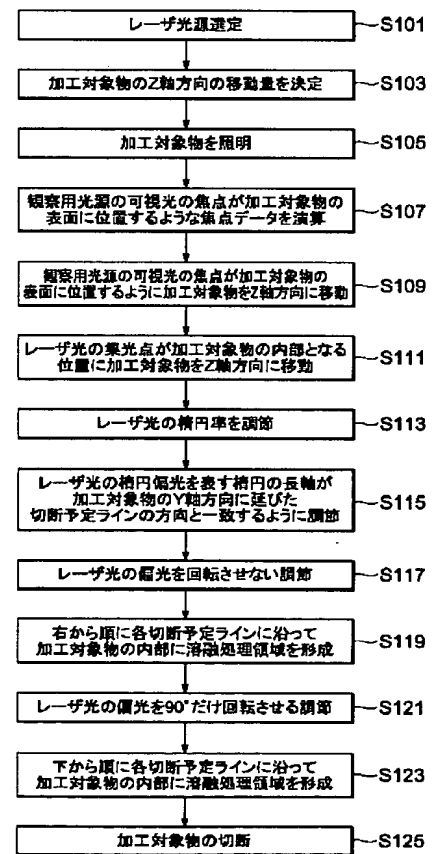 レーザ光源選定
S101
加工対象物のZ軸方向の移動量を決定
S103
加工対象物を照明
S105
観察用光源の可視光の焦点が加工対象物の
表面に位置するような焦点データを演算
S107
観察用光源の可視光の焦点が加工対象物の
表面に位置するように加工対象物をZ軸方向に移動
S109
レーザ光の集光点が加工対象物の内部となる
位置に加工対象物をZ軸方向に移動
S111
レーザ光の楕円率を調節
S113
レーザ光の楕円偏光を表す楕円の長軸が
加工対象物のY軸方向に延びた
切断予定ラインの方向と一致するように調節
S115
レーザ光の偏光を回転させない調節
S117
右から順に各切断予定ラインに沿って
加工対象物の内部に溶融処理領域を形成
S119
レーザ光の偏光を90°だけ回転させる調節
S121
下から順に各切断予定ラインに沿って
加工対象物の内部に溶融処理領域を形成
S123
加工対象物の切断
S125